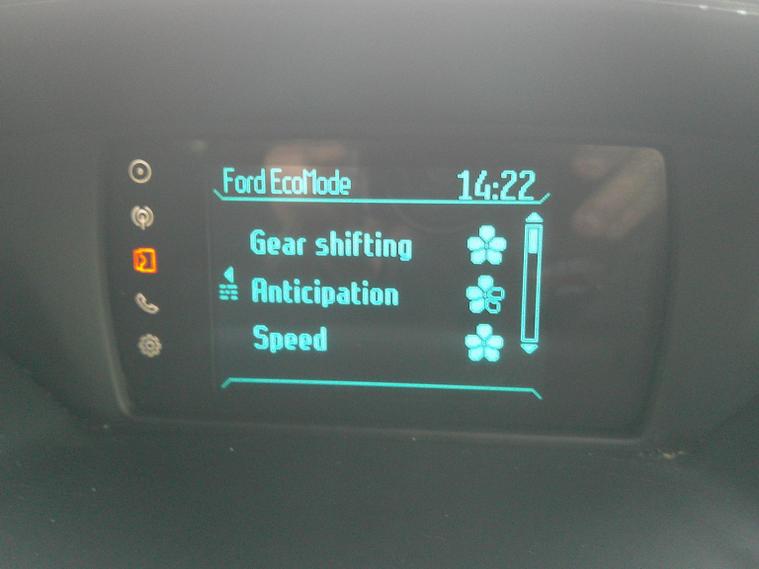 Ford EcoMode 14:22
Gear shifting
Anticipation
Speed